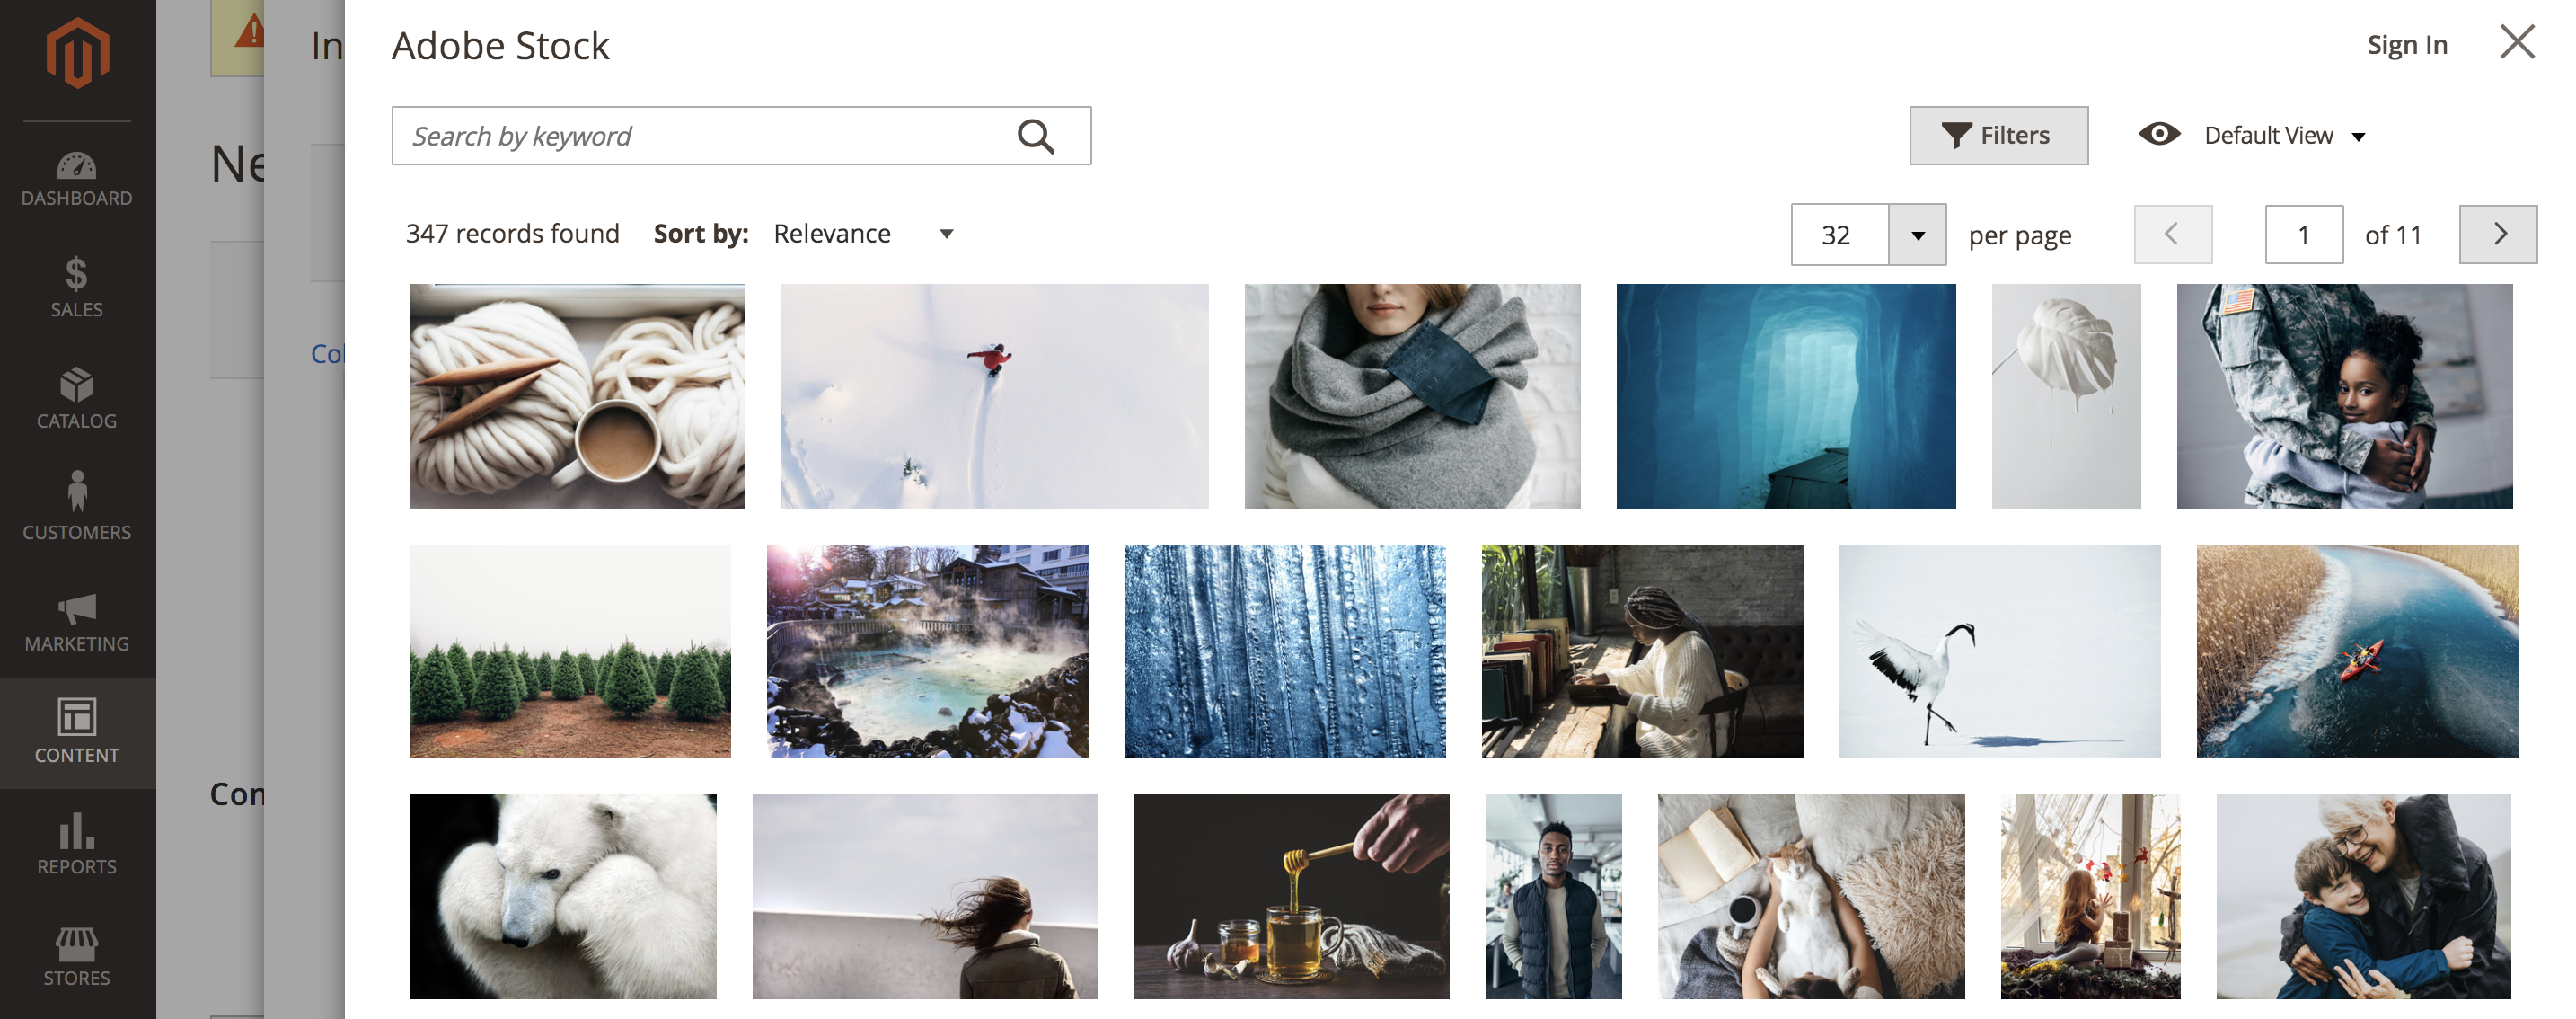 DASHBOARD
SALES
CATALOG
CUSTOMERS
MARKETING
CONTENT
REPORTS
STORES
Ne
Con
In
Col
Adobe Stock
Sign In
Search by keyword
Filters
Default View
347 records found Sort by: Relevance
32 per page 1 of 11